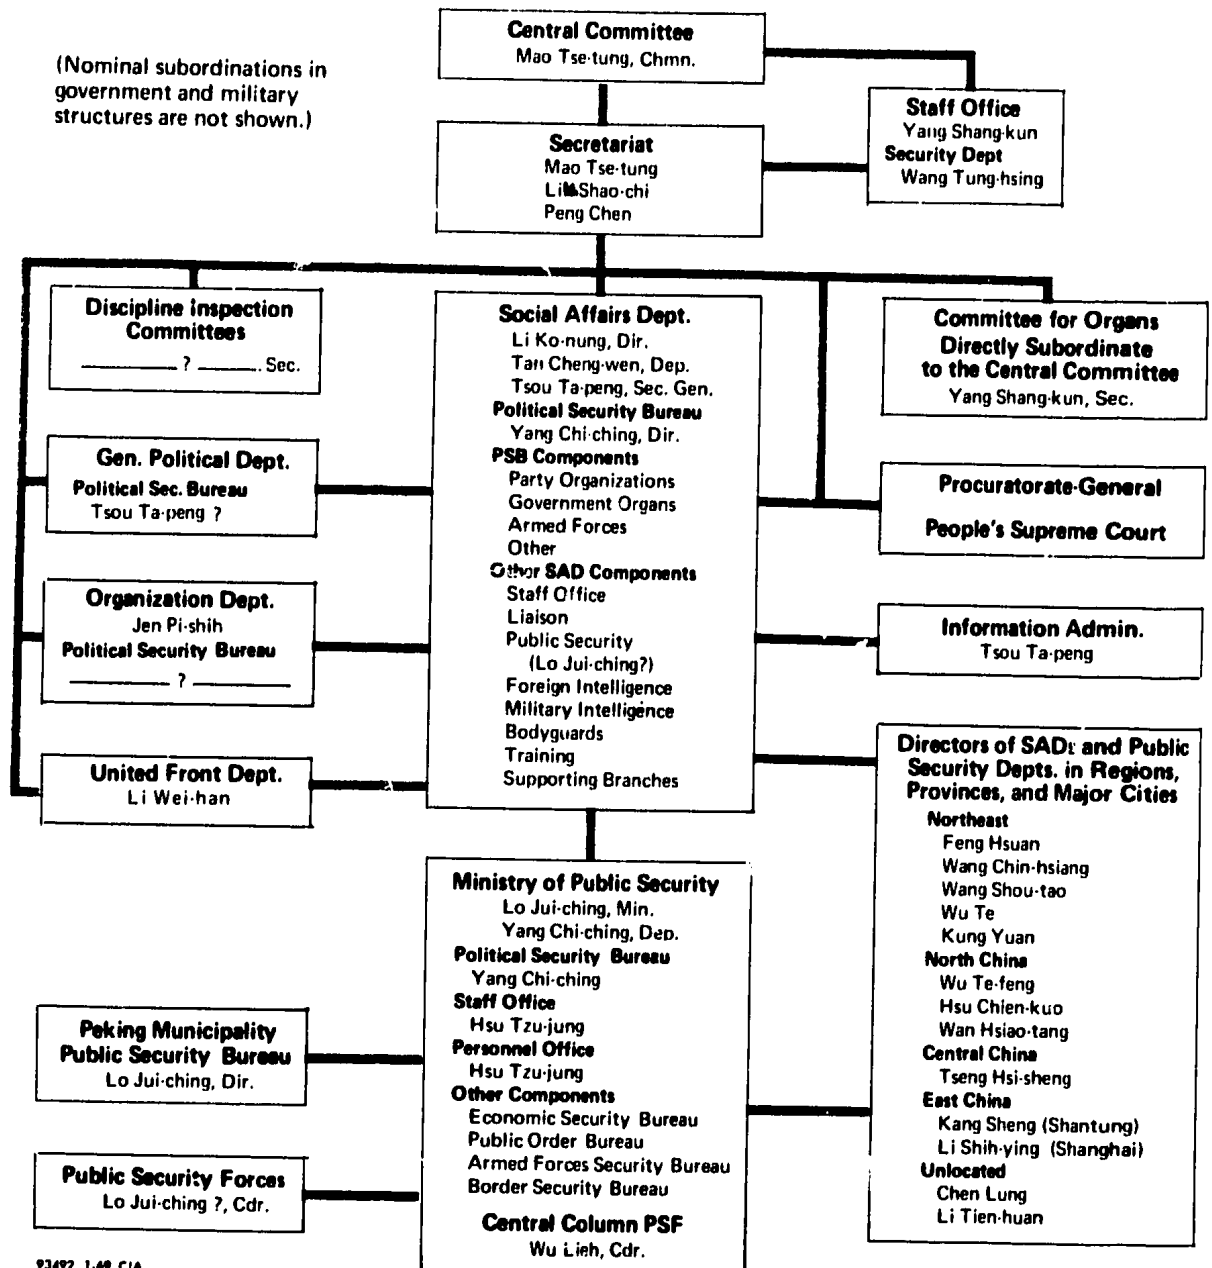 (Nominal subordinations in
government and military
structures are not shown.)
Central Committee
Mao Tse-tung, Chmn.
Staff Office
Yang Shang-kun
Security Dept
Wang Tung-hsing
Secretariat
Mao Tse-tung
Shao-chi
Peng Chen
Discipline Inspection
Committees
? Sec.
Gen. Political Dept.
Political Sec. Bureau
Tsou Ta-peng ?
Organization Dept.
Jen Pi-shih
Political Security Bureau
?
United Front Dept.
Li Wei-han
Social Affairs Dept.
Li Ko-nung, Dir.
Tan Cheng-wen, Dep.
Tsou Ta-peng, Sec. Gen.
Political Security Bureau
Yang Chi-ching, Dir.
PSB Components
Party Organizations
Government Organs
Armed Forces
Other
Other SAD Components
Staff Office
Liaison
Public Security
(Lo Jui-ching?)
Foreign Intelligence
Military Intelligence
Bodyguards
Training
Supporting Branches
Committee for Organs
Directly Subordinate
to the Central Committee
Yang Shang-kun, Sec.
Procuratorate-General
People's Supreme Court
Information Admin.
Tsou Ta-peng
Directors of SADs and Public
Security Depts. in Regions,
Provinces, and Major Cities
Northeast
Feng Hsuan
Wang Chin-hsiang
Wang Shou-tao
Wu Te
Kung Yuan
North China
Wu Te-feng
Hsu Chien-kuo
Wan Hsiao-tang
Central China
Tseng Hsi-sheng
East China
Kang Sheng (Shantung)
Li Shih-ying (Shanghai)
Unlocated
Chen Lung
Li Tien-huan
Ministry of Public Security
Lo Jui-ching, Min.
Yang Chi-ching, Dep.
Political Security Bureau
Yang Chi-ching
Staff Office
Hsu Tzu-jung
Personnel Office
Hsu Tzu-jung
Other Components
Economic Security Bureau
Public Order Bureau
Armed Forces Security Bureau
Border Security Bureau
Central Column PSF
Wu Lieh, Cdr.
Peking Municipality
Public Security Bureau
Lo Jui-ching, Dir.
Public Security Forces
Lo Jui-ching ?, Cdr.
CIA